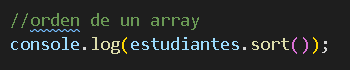 //orden de un array
console.log(estudiantes.sort());